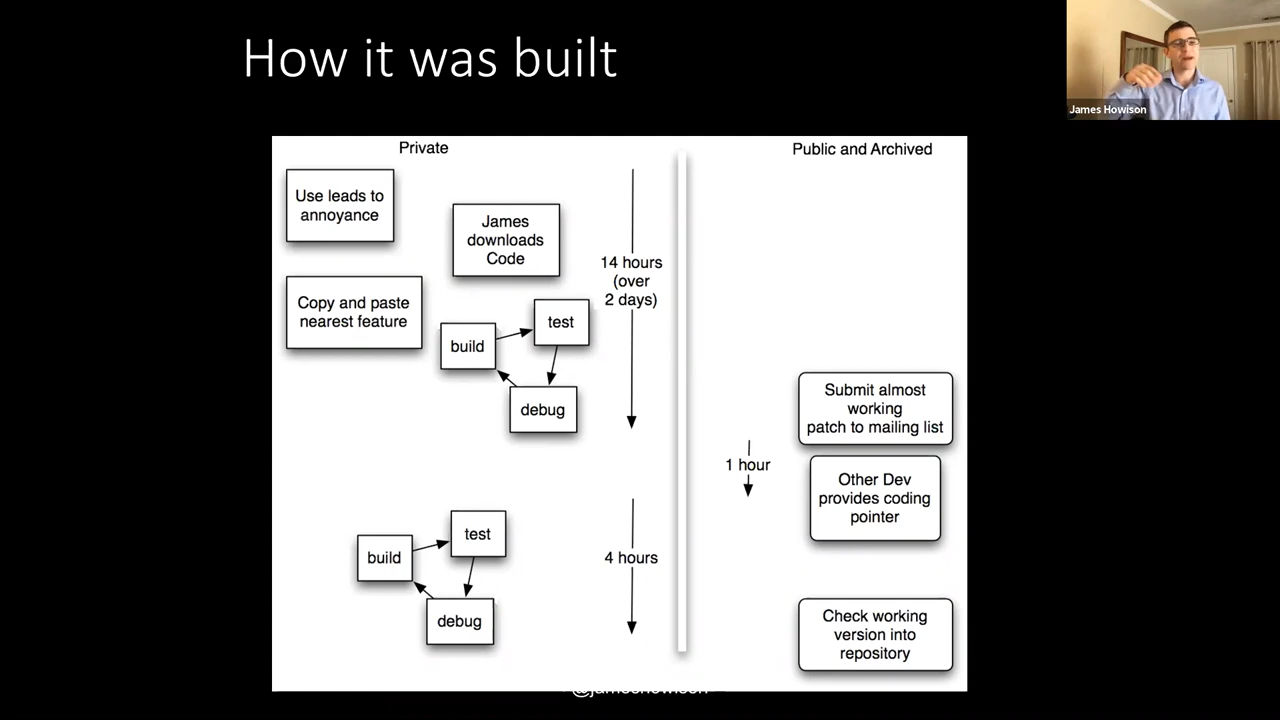 How it was built
James Howison
Private
Public and Archived
Use leads to
annoyance
James
downloads
Code
14 hours
(over
2 days)
Copy and paste
nearest feature
build
test
debug
Submit almost
working
patch to mailing list
1 hour
Other Dev
provides coding
pointer
build
test
debug
4 hours
Check working
version into
repository
@jameshowison